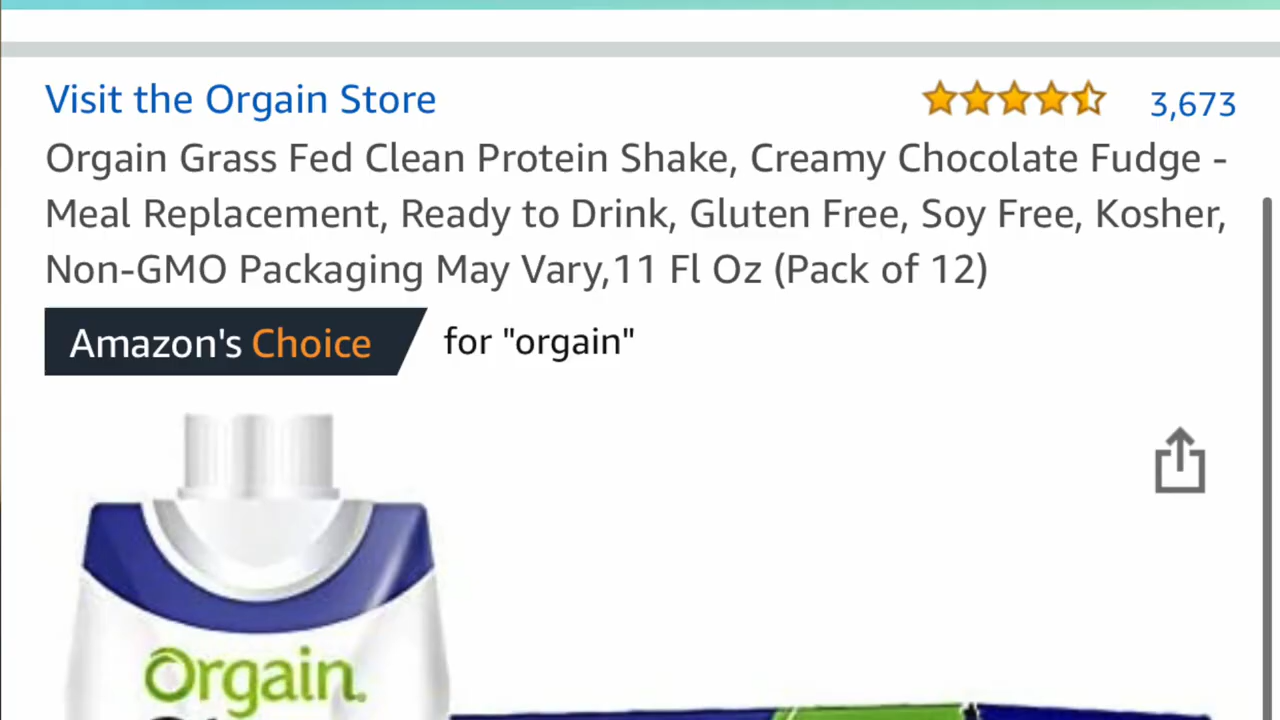 Visit the Orgain Store 3,673
Orgain Grass Fed Clean Protein Shake, Creamy Chocolate Fudge -
Meal Replacement, Ready to Drink, Gluten Free, Soy Free, Kosher,
Non-GMO Packaging May Vary,11 Fl Oz (Pack of 12)
Amazon's Choice for "orgain"
Orgain.